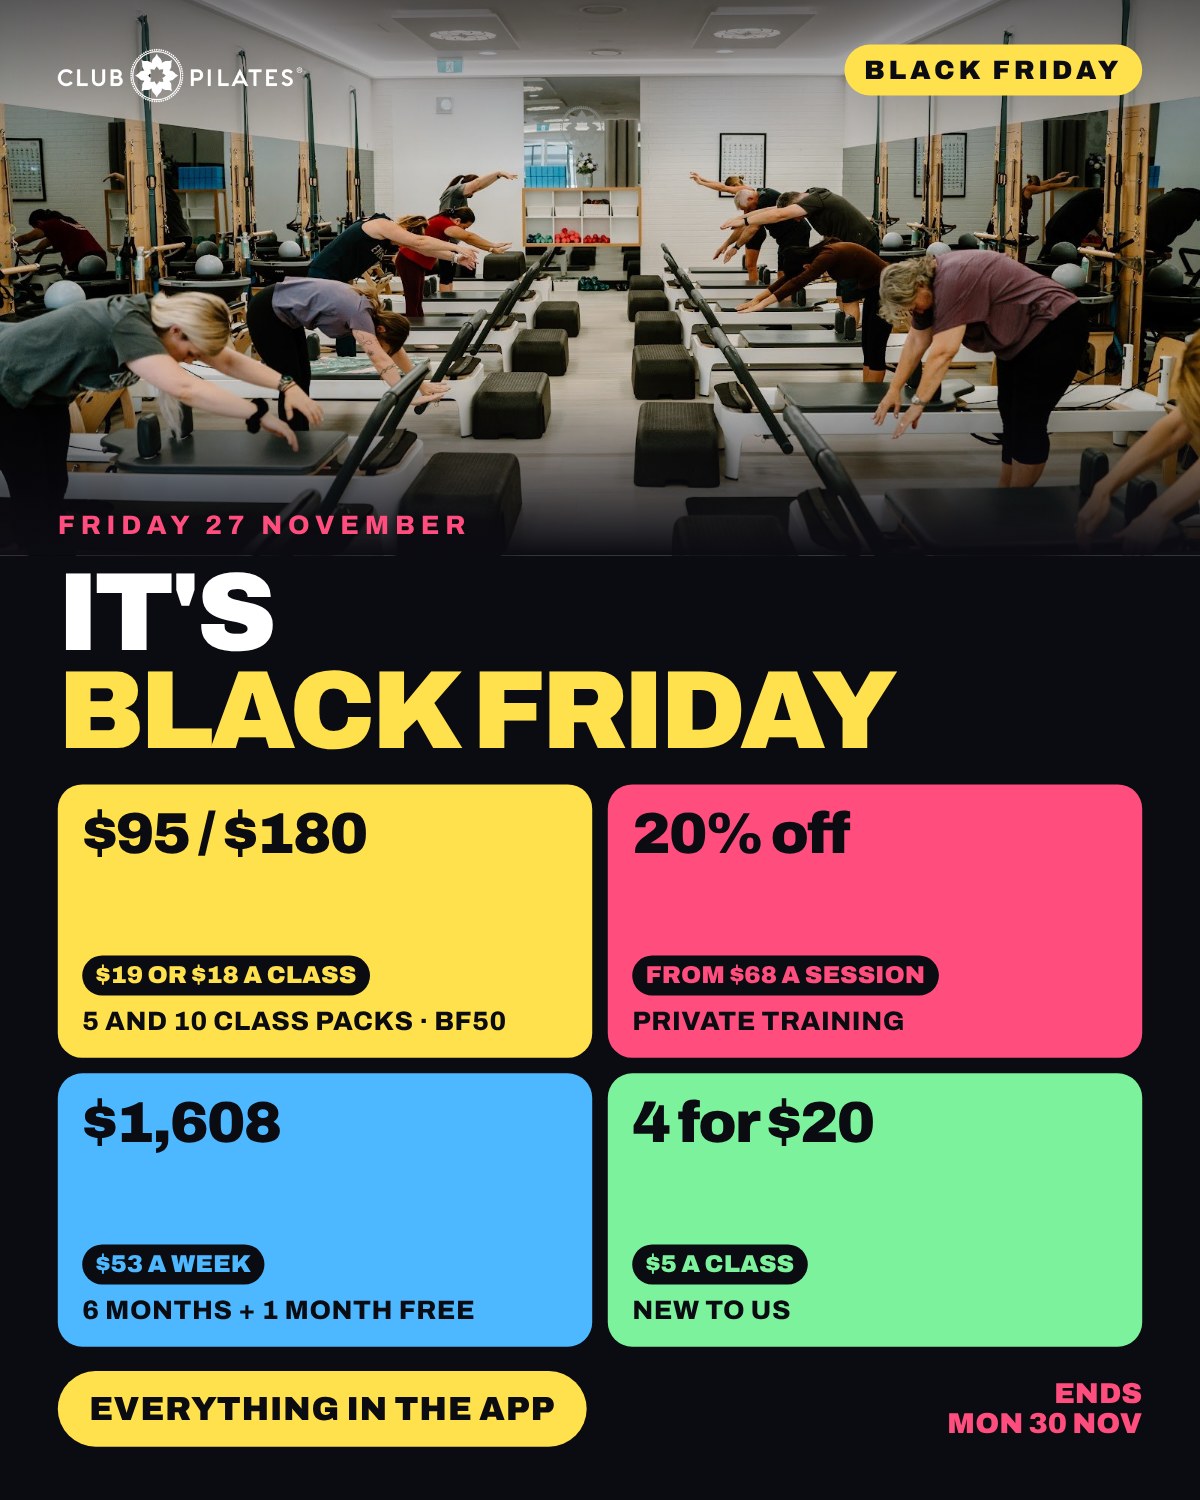 CLUB PILATES®
BLACK FRIDAY
FRIDAY 27 NOVEMBER
IT'S
BLACK FRIDAY
$95 / $180
$19 OR $18 A CLASS
5 AND 10 CLASS PACKS · BF50
20% off
FROM $68 A SESSION
PRIVATE TRAINING
$1,608
$53 A WEEK
6 MONTHS + 1 MONTH FREE
4 for $20
$5 A CLASS
NEW TO US
EVERYTHING IN THE APP
ENDS
MON 30 NOV